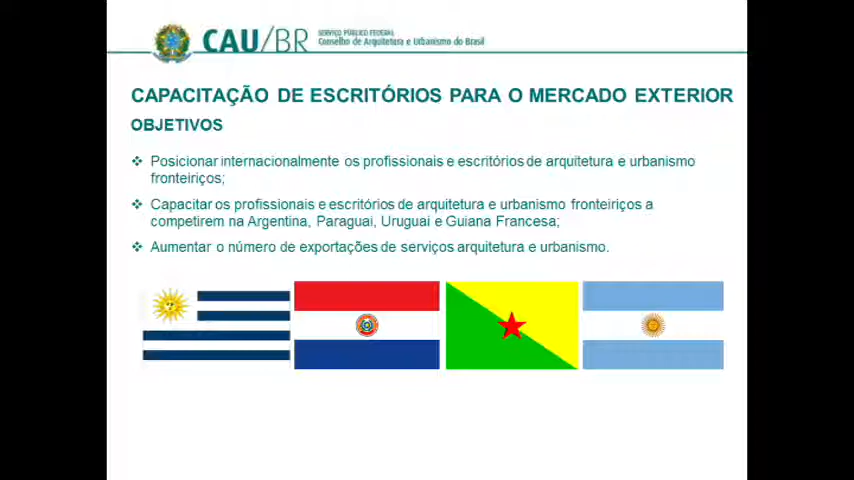 CAU/BR
SERVIÇO PÚBLICO FEDERAL
Conselho de Arquitetura e Urbanismo do Brasil
CAPACITAÇÃO DE ESCRITÓRIOS PARA O MERCADO EXTERIOR
OBJETIVOS
Posicionar internacionalmente os profissionais e escritórios de arquitetura e urbanismo
fronteiriços;
Capacitar os profissionais e escritórios de arquitetura e urbanismo fronteiriços a
competirem na Argentina, Paraguai, Uruguai e Guiana Francesa;
Aumentar o número de exportações de serviços arquitetura e urbanismo.